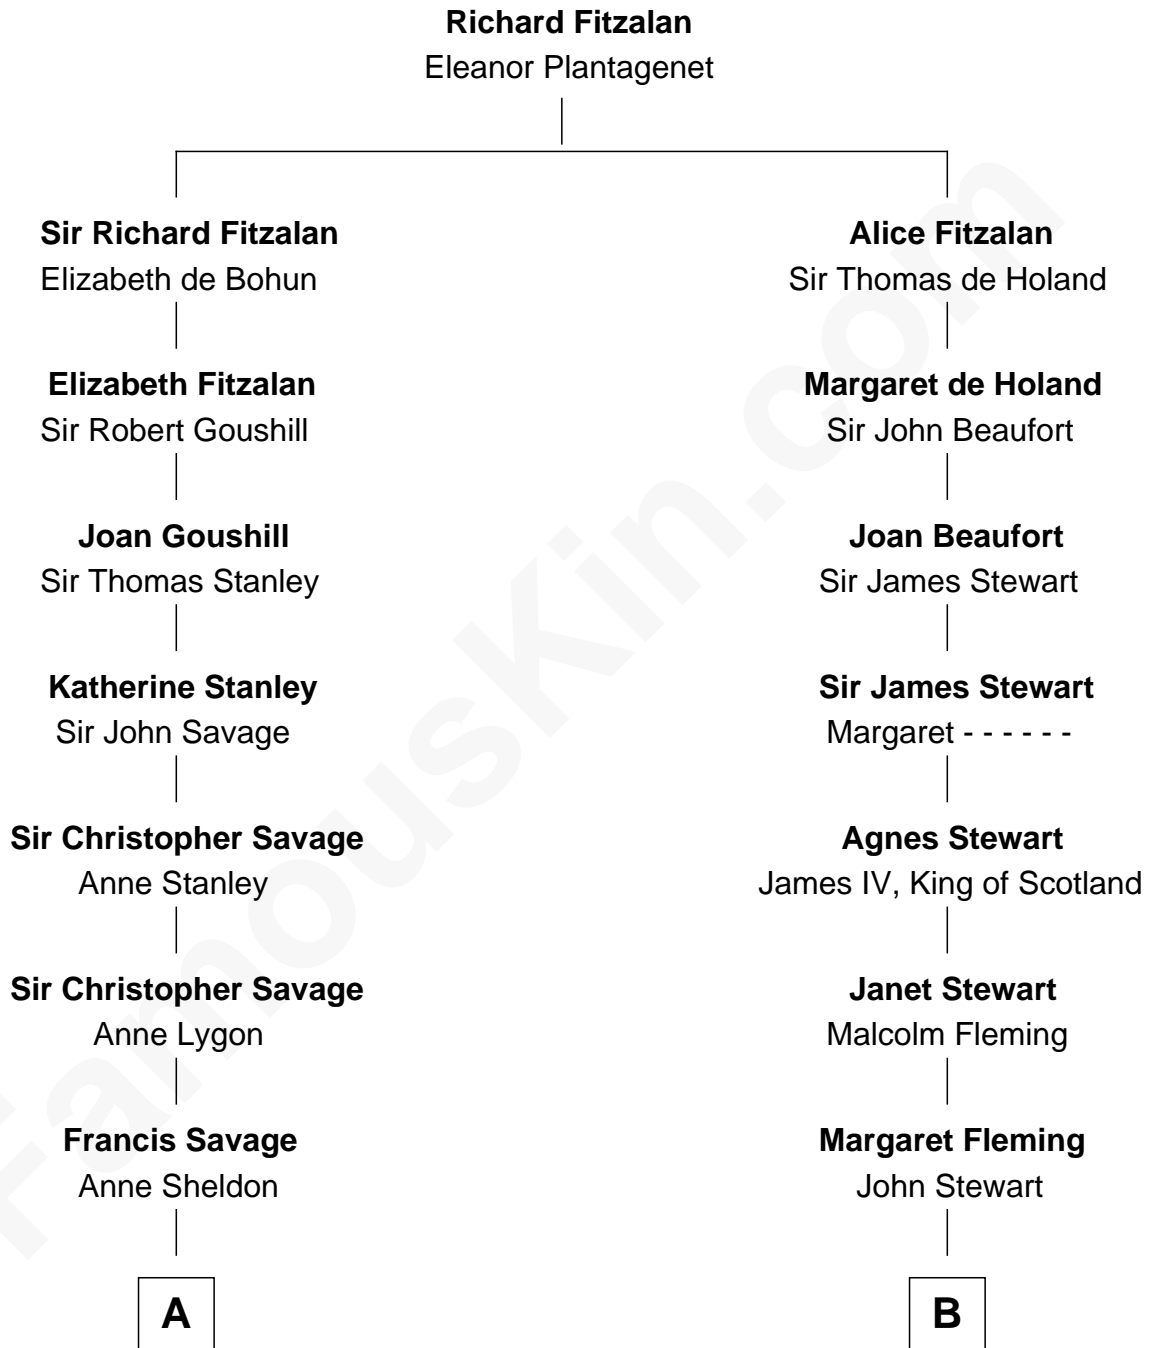 Richard Fitzalan
Eleanor Plantagenet
Sir Richard Fitzalan
Elizabeth de Bohun
Elizabeth Fitzalan
Sir Robert Goushill
Joan Goushill
Sir Thomas Stanley
Katherine Stanley
Sir John Savage
Sir Christopher Savage
Anne Stanley
Sir Christopher Savage
Anne Lygon
Francis Savage
Anne Sheldon
A
Alice Fitzalan
Sir Thomas de Holand
Margaret de Holand
Sir John Beaufort
Joan Beaufort
Sir James Stewart
Sir James Stewart
Margaret - - - - - -
Agnes Stewart
James IV, King of Scotland
Janet Stewart
Malcolm Fleming
Margaret Fleming
John Stewart
B
FamousKin.com